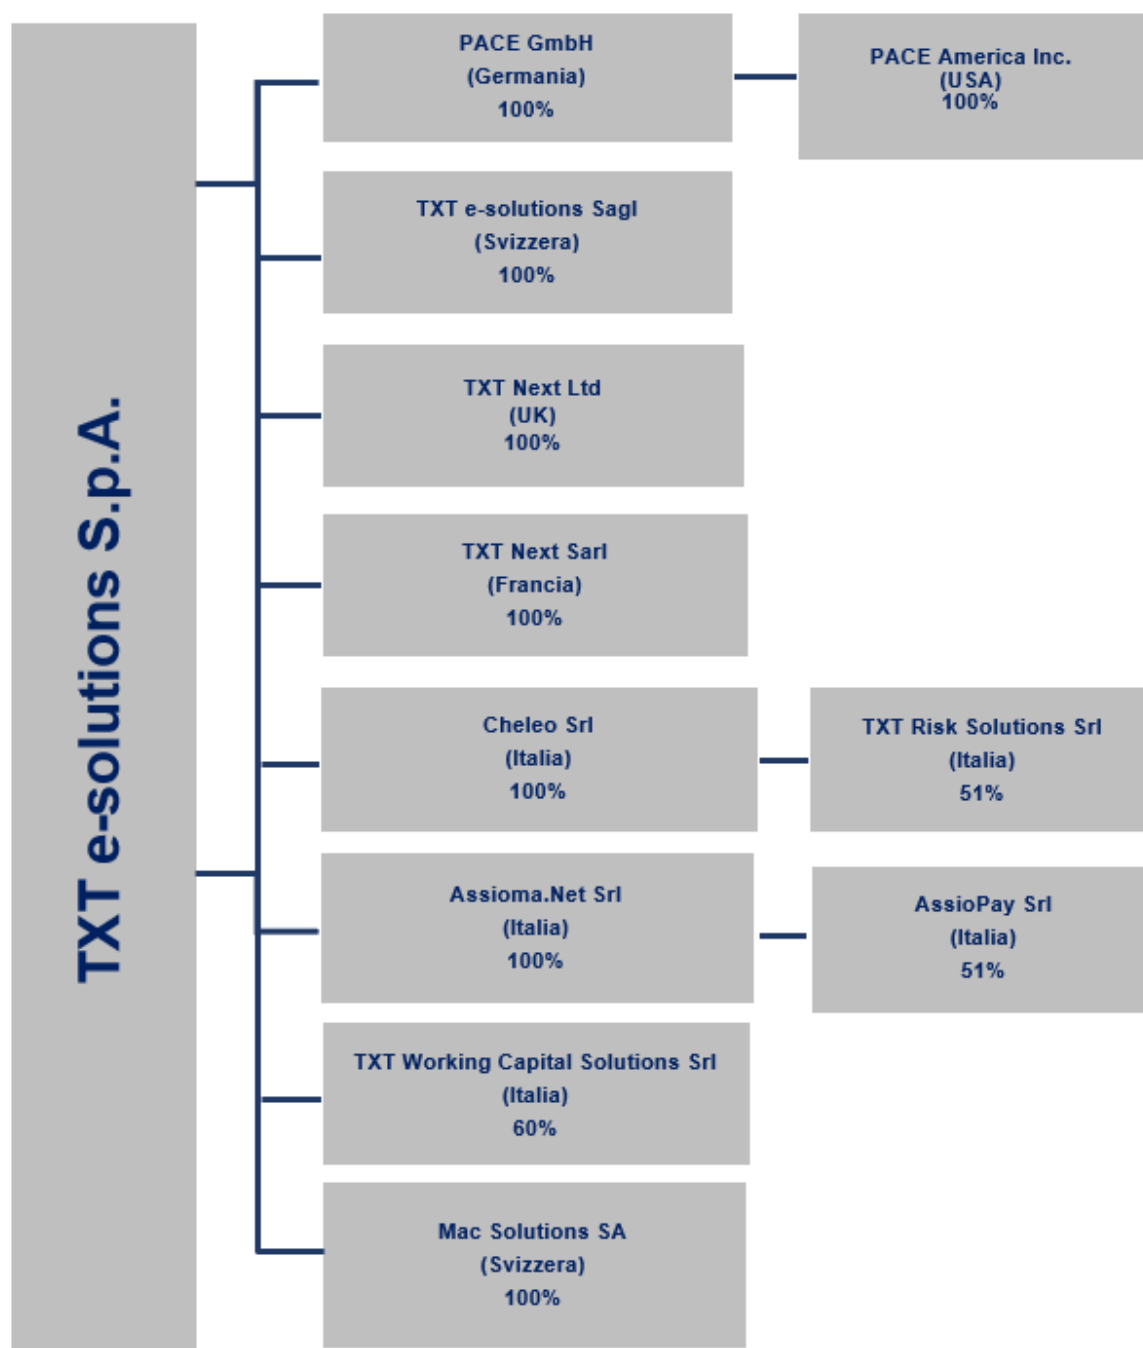 TXT e-solutions S.p.A.
PACE GmbH
(Germania)
100%
PACE America Inc.
(USA)
100%
TXT e-solutions Sagl
(Svizzera)
100%
TXT Next Ltd
(UK)
100%
TXT Next Sarl
(Francia)
100%
Cheleo Srl
(Italia)
100%
TXT Risk Solutions Srl
(Italia)
51%
Assioma.Net Srl
(Italia)
100%
AssioPay Srl
(Italia)
51%
TXT Working Capital Solutions Srl
(Italia)
60%
Mac Solutions SA
(Svizzera)
100%